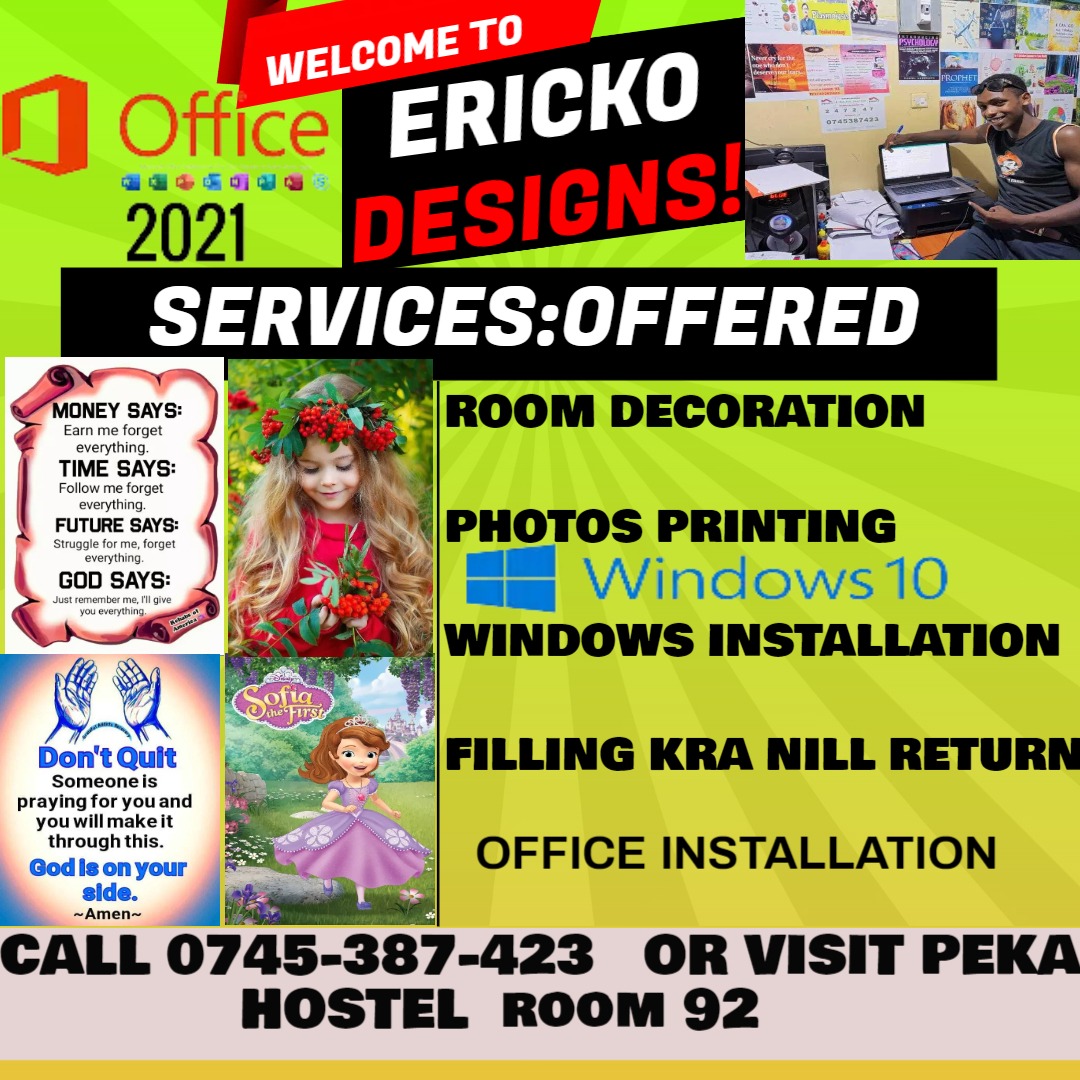 WELCOME TO
ERICKO
DESIGNS!
Office
2021
PSYCHOLOGY
PROPHET
0745387423
SERVICES:OFFERED
MONEY SAYS:
Earn me forget
everything.
TIME SAYS:
Follow me forget
everything.
FUTURE SAYS:
Struggle for me, forget
everything.
GOD SAYS:
Just remember me, I'll give
you everything.
Don't Quit
Someone is
praying for you and
you will make it
through this.
God is on your
side.
~Amen~
Sofia
the First
ROOM DECORATION
PHOTOS PRINTING
Windows 10
WINDOWS INSTALLATION
FILLING KRA NILL RETURN
OFFICE INSTALLATION
CALL 0745-387-423 OR VISIT PEKA
HOSTEL ROOM 92